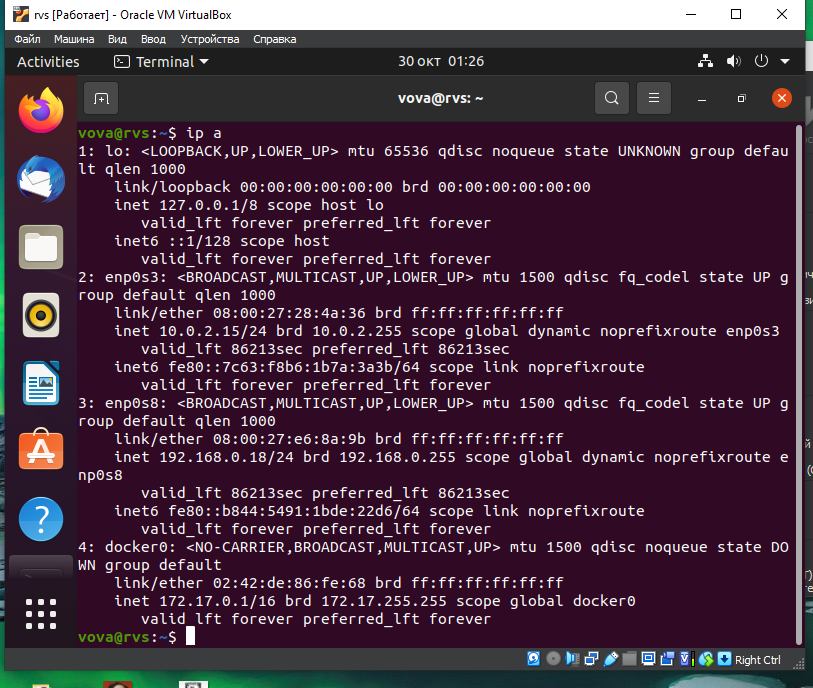 rvs [Работает] - Oracle VM VirtualBox
Файл Машина Вид Ввод Устройства Справка
Activities Terminal 30 окт 01:26
vova@rvs: ~
vova@rvs:~$ ip a
1: lo: <LOOPBACK,UP,LOWER_UP> mtu 65536 qdisc noqueue state UNKNOWN group defau
lt qlen 1000
    link/loopback 00:00:00:00:00:00 brd 00:00:00:00:00:00
    inet 127.0.0.1/8 scope host lo
       valid_lft forever preferred_lft forever
    inet6 ::1/128 scope host
       valid_lft forever preferred_lft forever
2: enp0s3: <BROADCAST,MULTICAST,UP,LOWER_UP> mtu 1500 qdisc fq_codel state UP g
roup default qlen 1000
    link/ether 08:00:27:28:4a:36 brd ff:ff:ff:ff:ff:ff
    inet 10.0.2.15/24 brd 10.0.2.255 scope global dynamic noprefixroute enp0s3
       valid_lft 86213sec preferred_lft 86213sec
    inet6 fe80::7c63:f8b6:1b7a:3a3b/64 scope link noprefixroute
       valid_lft forever preferred_lft forever
3: enp0s8: <BROADCAST,MULTICAST,UP,LOWER_UP> mtu 1500 qdisc fq_codel state UP g
roup default qlen 1000
    link/ether 08:00:27:e6:8a:9b brd ff:ff:ff:ff:ff:ff
    inet 192.168.0.18/24 brd 192.168.0.255 scope global dynamic noprefixroute e
np0s8
       valid_lft 86213sec preferred_lft 86213sec
    inet6 fe80::b844:5491:1bde:22d6/64 scope link noprefixroute
       valid_lft forever preferred_lft forever
4: docker0: <NO-CARRIER,BROADCAST,MULTICAST,UP> mtu 1500 qdisc noqueue state DO
WN group default
    link/ether 02:42:de:86:fe:68 brd ff:ff:ff:ff:ff:ff
    inet 172.17.0.1/16 brd 172.17.255.255 scope global docker0
       valid_lft forever preferred_lft forever
vova@rvs:~$
Right Ctrl